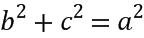 b² + c² = a²